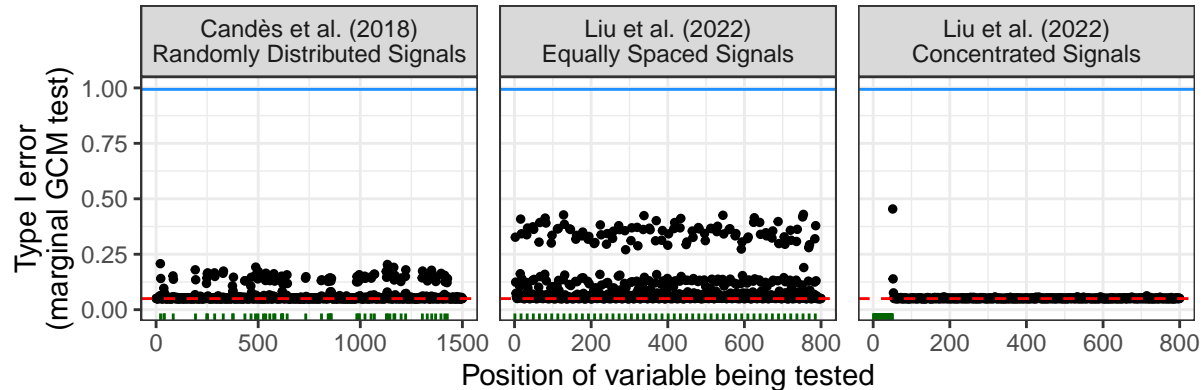 Candès et al. (2018)
Randomly Distributed Signals
Liu et al. (2022)
Equally Spaced Signals
Liu et al. (2022)
Concentrated Signals
Type I error
(marginal GCM test)
1.00
0.75
0.50
0.25
0.00
0 500 1000 1500
0 200 400 600 800
0 200 400 600 800
Position of variable being tested